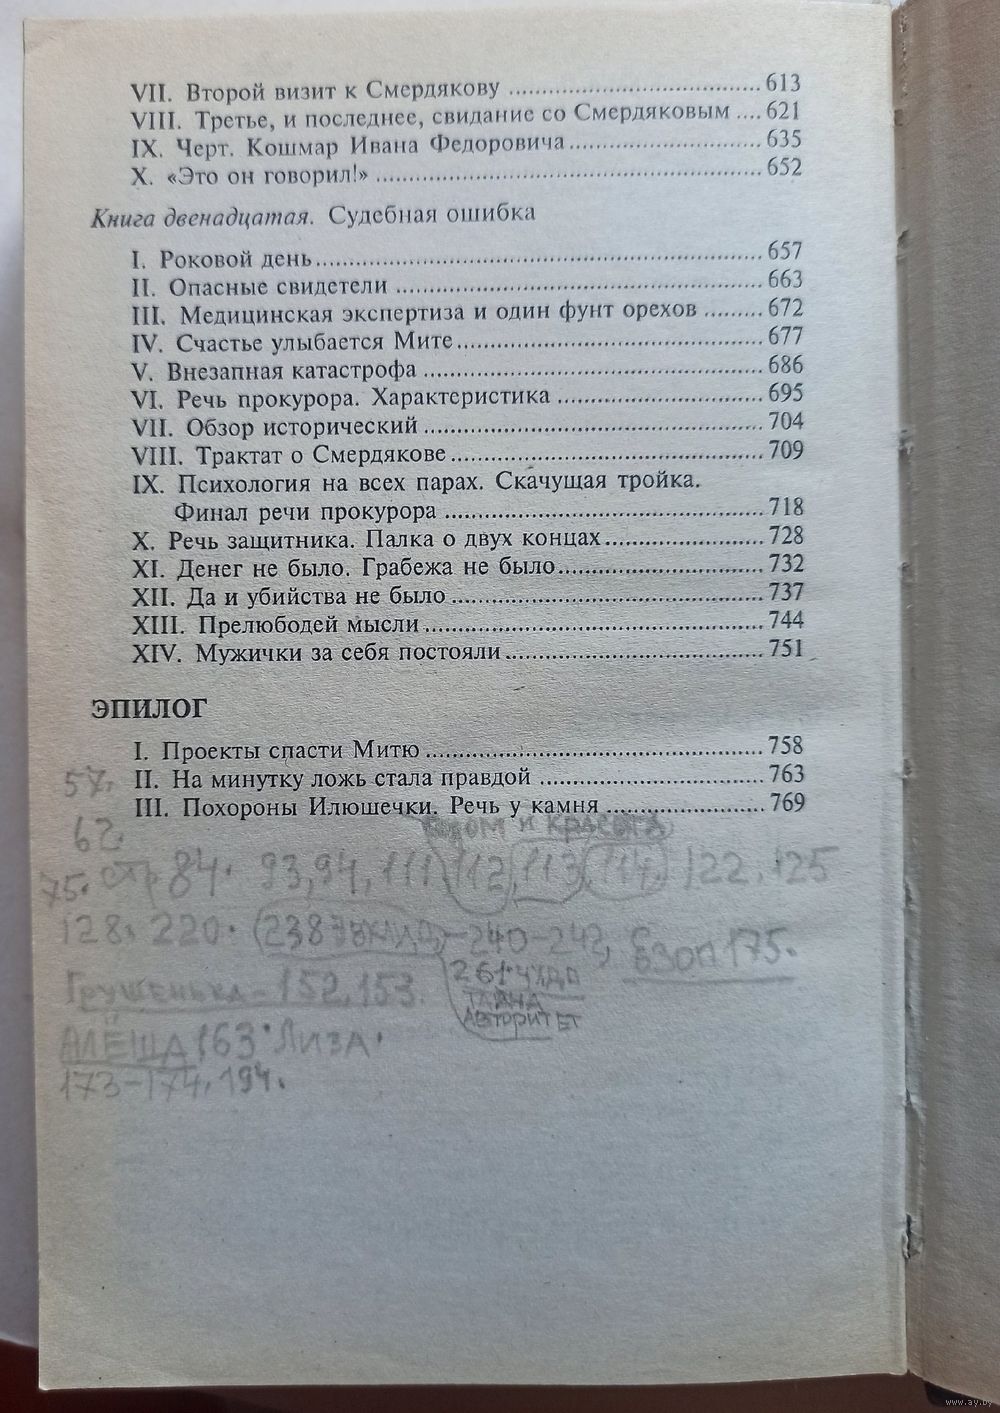 VII. Второй визит к Смердякову ........ 613
VIII. Третье, и последнее, свидание со Смердяковым .... 621
IX. Черт. Кошмар Ивана Федоровича ........ 635
X. «Это он говорил!» ........ 652
Книга двенадцатая. Судебная ошибка
I. Роковой день ........ 657
II. Опасные свидетели ........ 663
III. Медицинская экспертиза и один фунт орехов ........ 672
IV. Счастье улыбается Мите ........ 677
V. Внезапная катастрофа ........ 686
VI. Речь прокурора. Характеристика ........ 695
VII. Обзор исторический ........ 704
VIII. Трактат о Смердякове ........ 709
IX. Психология на всех парах. Скачущая тройка.
Финал речи прокурора ........ 718
X. Речь защитника. Палка о двух концах ........ 728
XI. Денег не было. Грабежа не было ........ 732
XII. Да и убийства не было ........ 737
XIII. Прелюбодей мысли ........ 744
XIV. Мужички за себя постояли ........ 751
ЭПИЛОГ
I. Проекты спасти Митю ........ 758
II. На минутку ложь стала правдой ........ 763
III. Похороны Илюшечки. Речь у камня ........ 769
57.
62. и красота
75. стр 84. 93, 94, 111, 112, 113, 114, 122, 125
128, 220. (238 Эвклид) - 240-242, Езоп 175.
261. чудо
Грушенька - 152, 153. тайна
авторитет
Алёша 163. Лиза.
173-174, 194.
www.ay.by